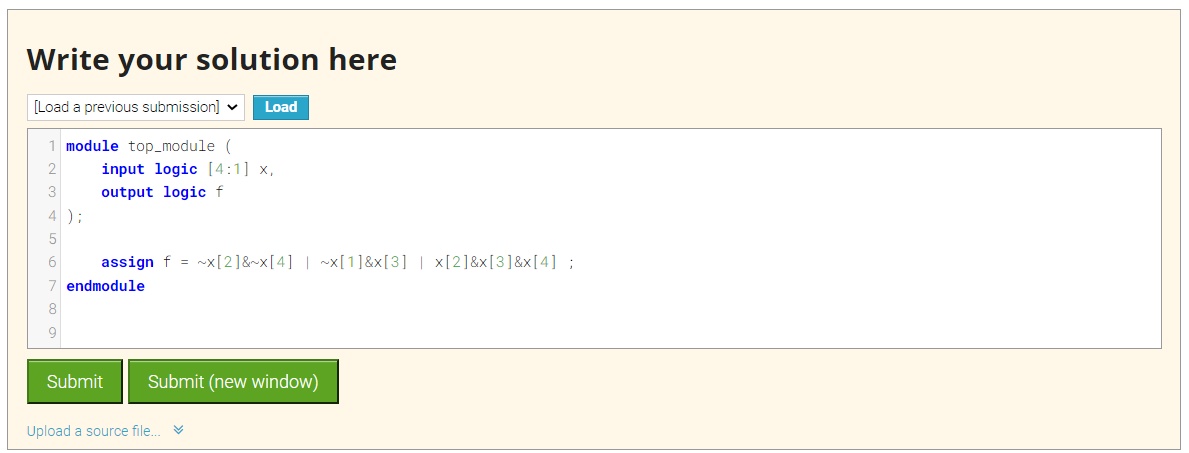 Write your solution here
[Load a previous submission] Load
1 module top_module (
2     input logic [4:1] x,
3     output logic f
4 );
5
6     assign f = ~x[2]&~x[4] | ~x[1]&x[3] | x[2]&x[3]&x[4] ;
7 endmodule
8
9
Submit Submit (new window)
Upload a source file...